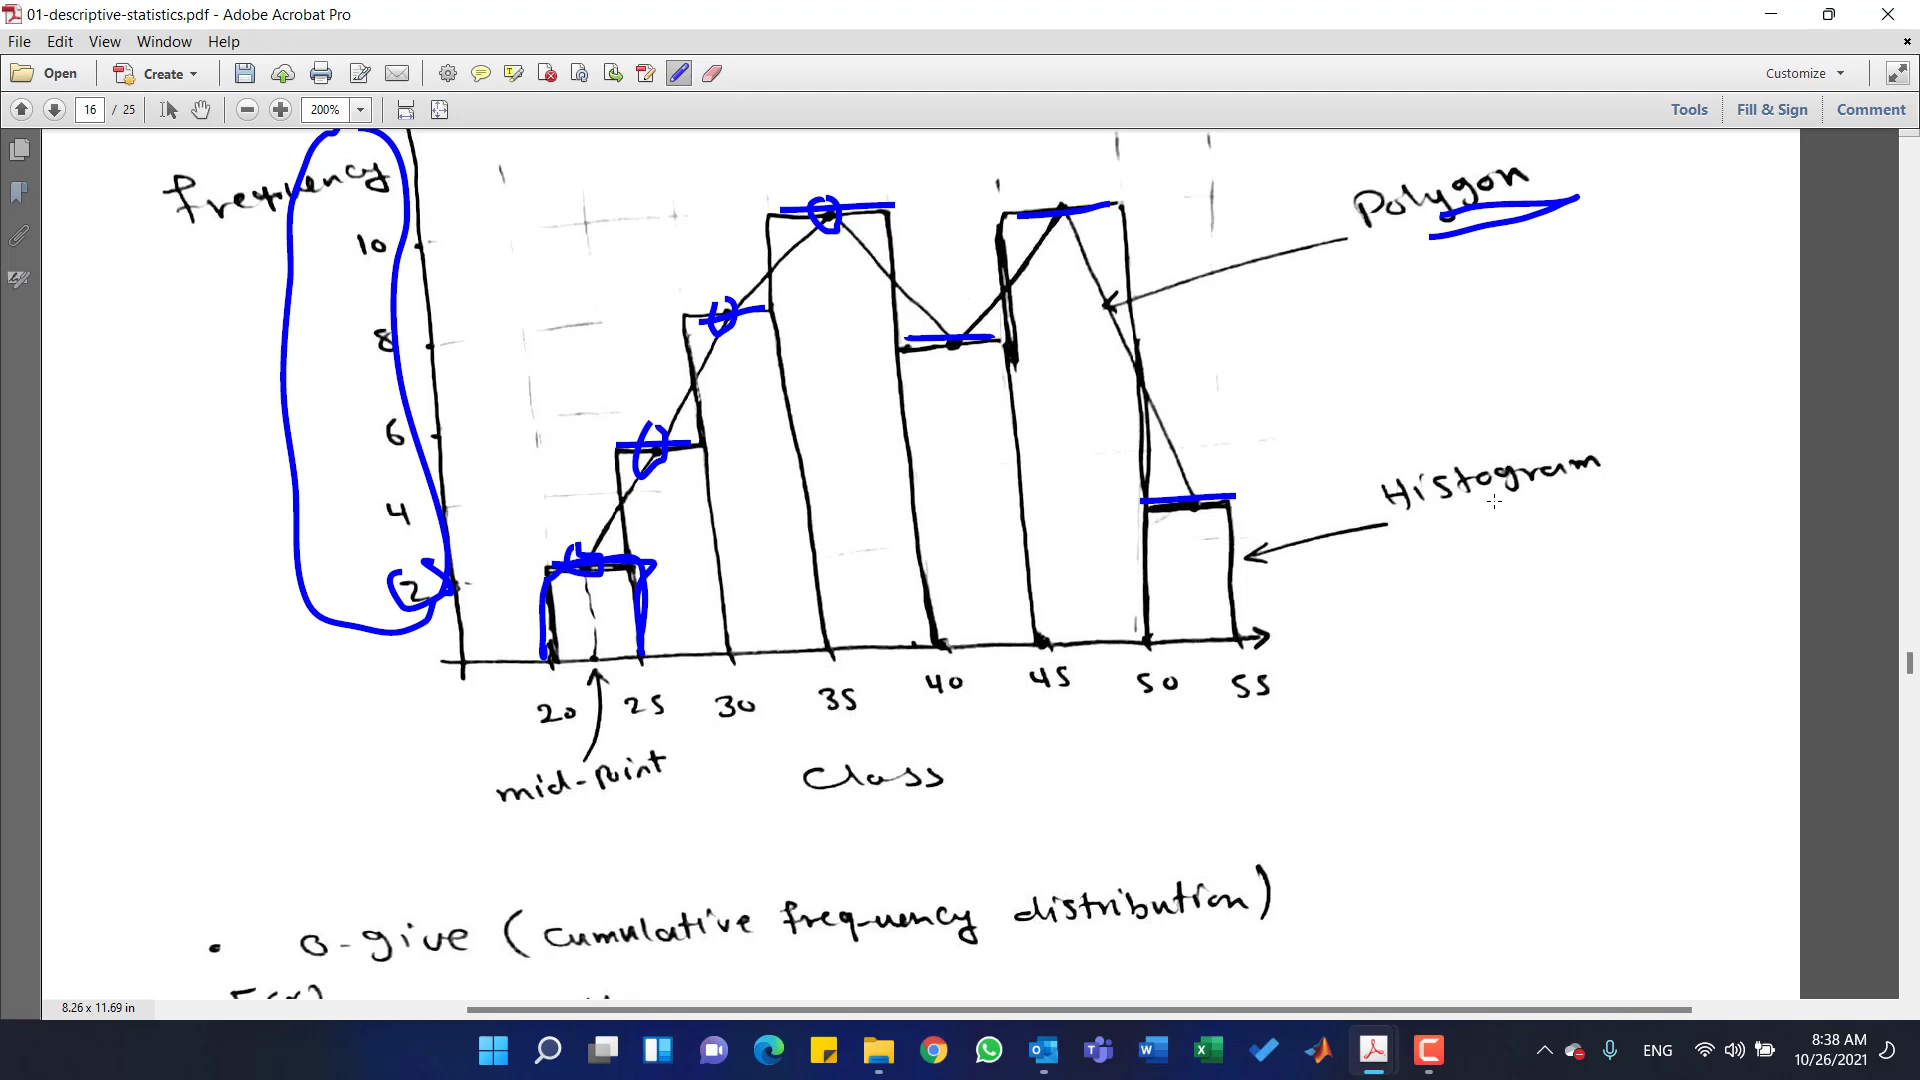 01-descriptive-statistics.pdf - Adobe Acrobat Pro
File Edit View Window Help
Open Create Customize
16 / 25 200% Tools Fill & Sign Comment
frequency
Polygon
10
8
6
Histogram
4
2
20 25 30 35 40 45 50 55
mid-point Class
• o-give (cumulative frequency distribution)
8.26 x 11.69 in
8:38 AM
ENG
10/26/2021